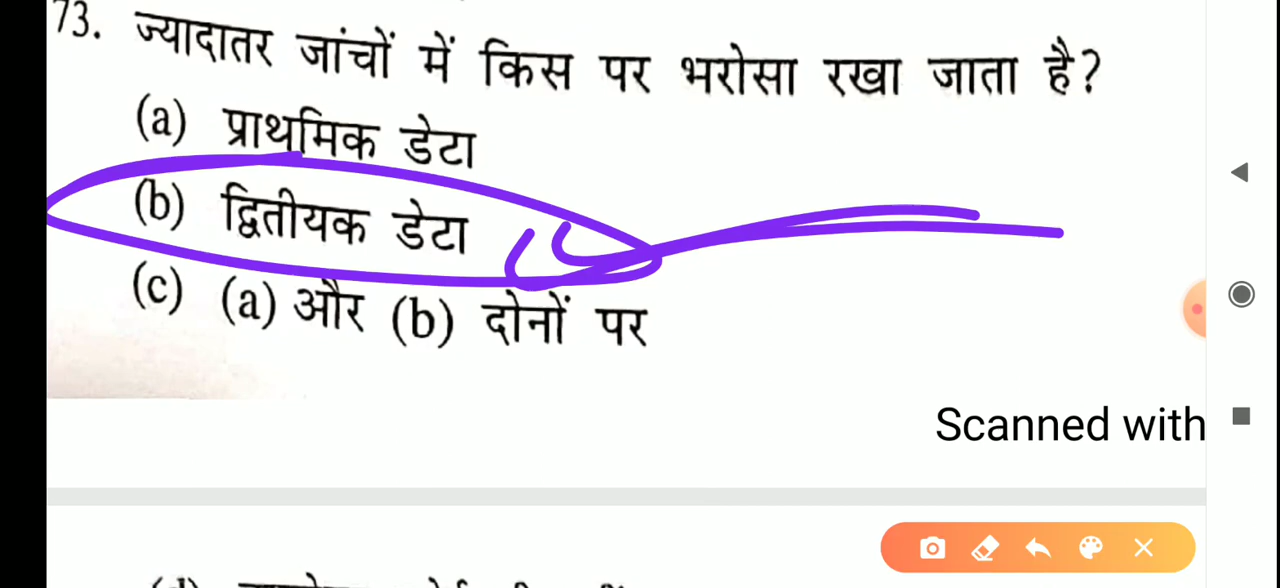 73. ज्यादातर जांचों में किस पर भरोसा रखा जाता है?
(a) प्राथमिक डेटा
(b) द्वितीयक डेटा
(c) (a) और (b) दोनों पर
Scanned with